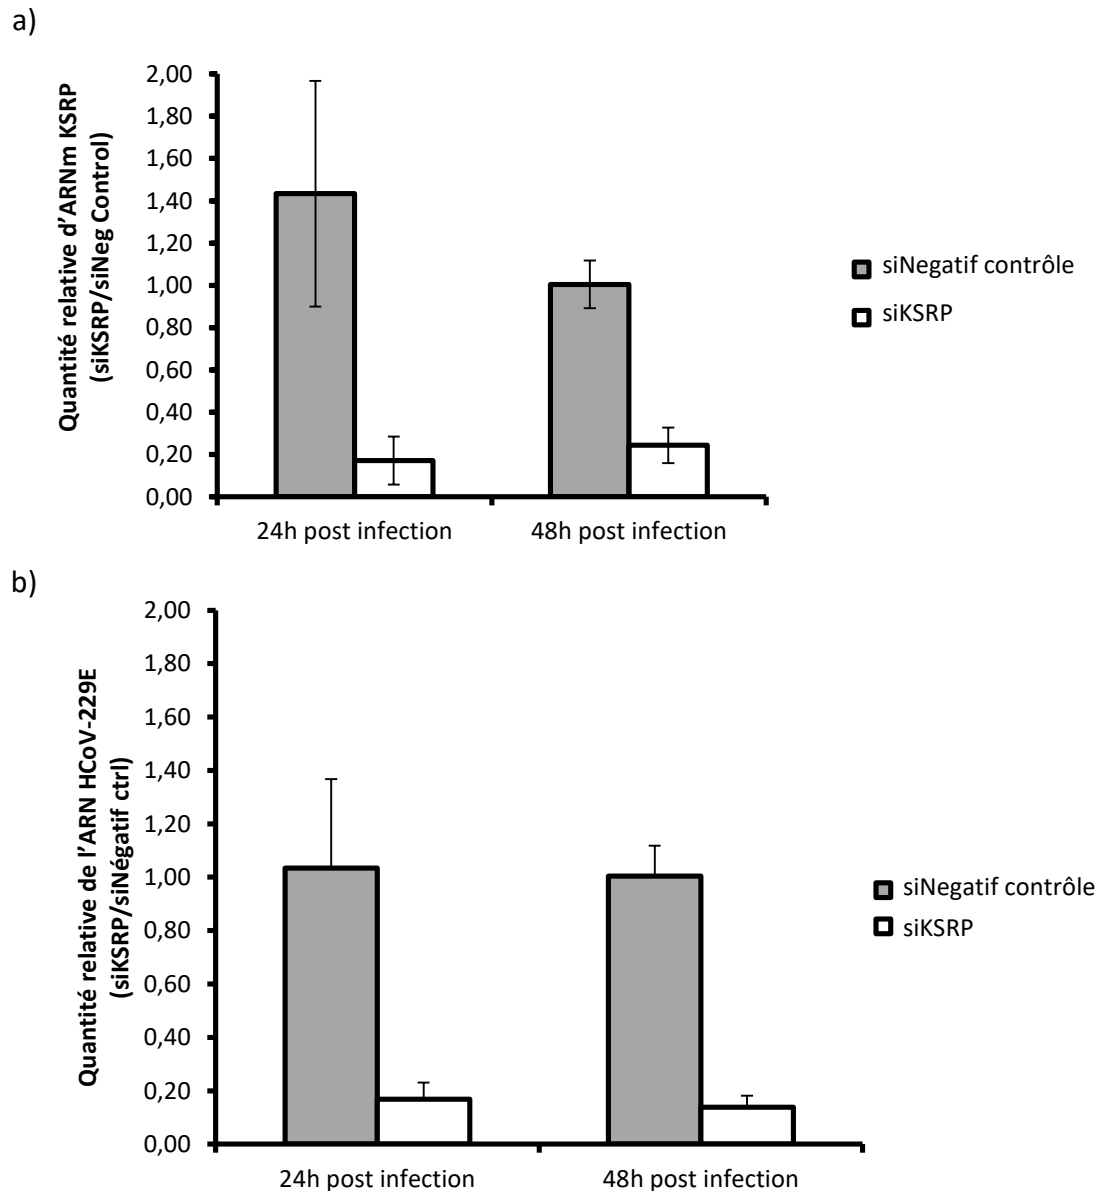 a)
Quantité relative d'ARNm KSRP
(siKSRP/siNeg Control)
2,00
1,80
1,60
1,40
1,20
1,00
0,80
0,60
0,40
0,20
0,00
24h post infection
48h post infection
siNegatif contrôle
siKSRP
b)
Quantité relative de l'ARN HCoV-229E
(siKSRP/siNégatif ctrl)
2,00
1,80
1,60
1,40
1,20
1,00
0,80
0,60
0,40
0,20
0,00
24h post infection
48h post infection
siNegatif contrôle
siKSRP